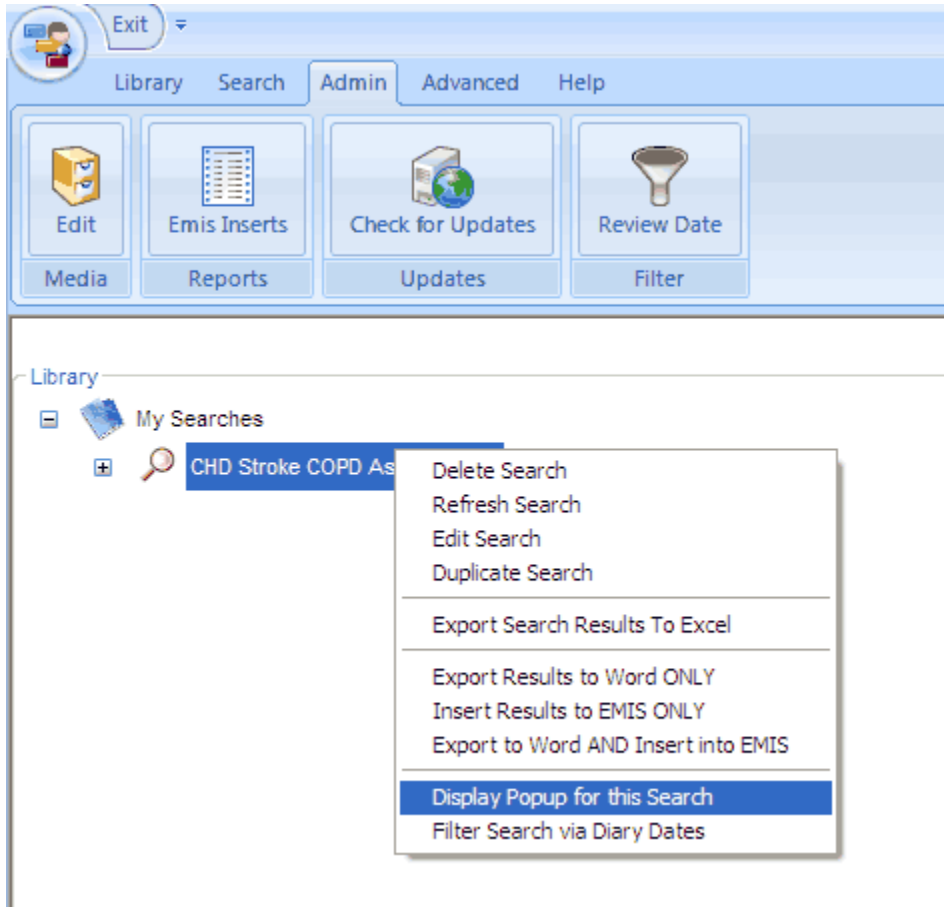 Exit
Library Search Admin Advanced Help
Edit Emis Inserts Check for Updates Review Date
Media Reports Updates Filter
Library
My Searches
CHD Stroke COPD As
Delete Search
Refresh Search
Edit Search
Duplicate Search
Export Search Results To Excel
Export Results to Word ONLY
Insert Results to EMIS ONLY
Export to Word AND Insert into EMIS
Display Popup for this Search
Filter Search via Diary Dates